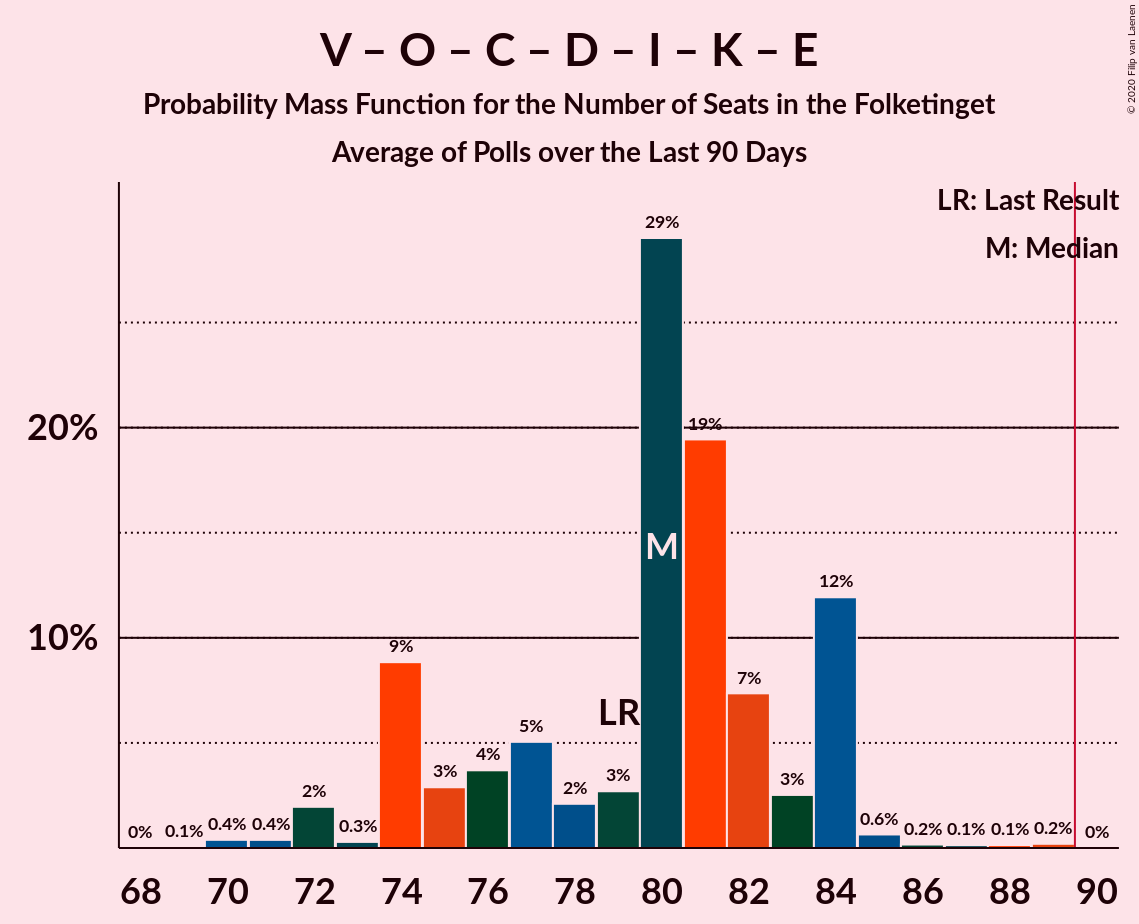 V – O – C – D – I – K – E
Probability Mass Function for the Number of Seats in the Folketinget
Average of Polls over the Last 90 Days
© 2020 Filip van Laenen
LR: Last Result
M: Median
29%
20%
19%
M
12%
10%
9%
7%
LR
5%
4%
3%
3%
3%
2%
2%
0%
0.1%
0.4%
0.4%
0.3%
0.6%
0.2%
0.1%
0.1%
0.2%
0%
68 70 72 74 76 78 80 82 84 86 88 90